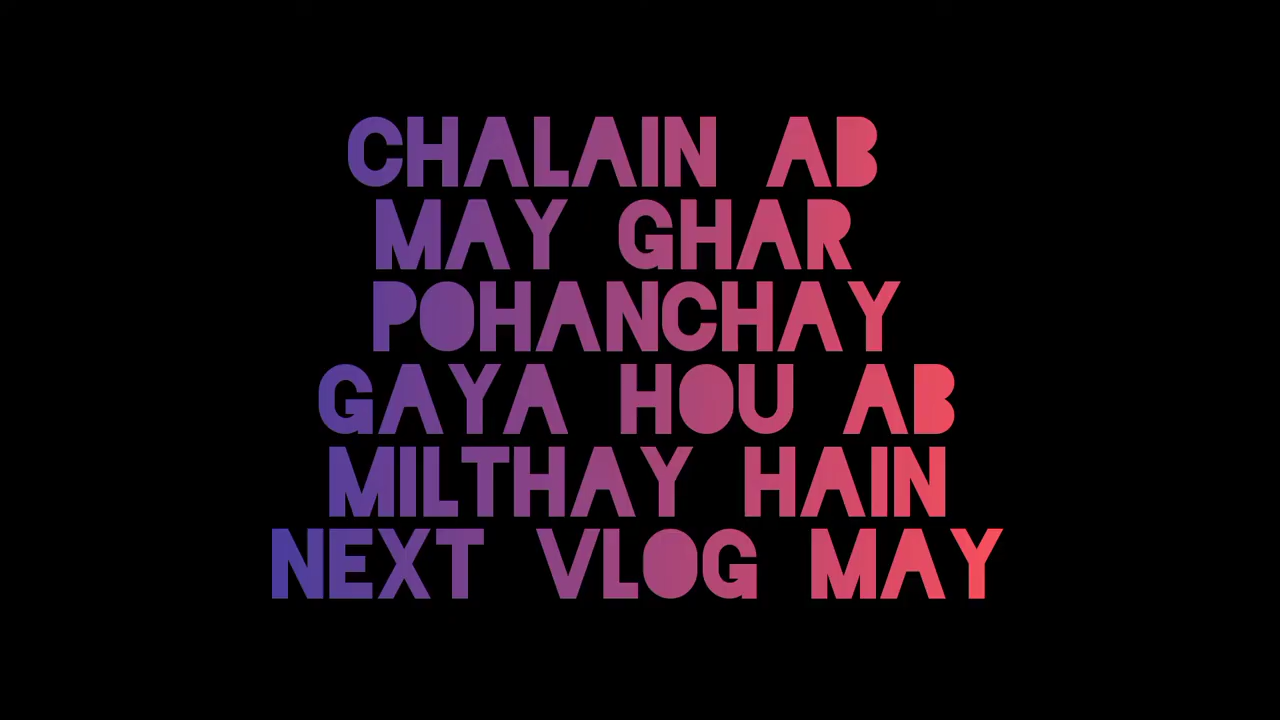 CHALAIN AB
MAY GHAR
POHANCHAY
GAYA HOU AB
MILTHAY HAIN
NEXT VLOG MAY